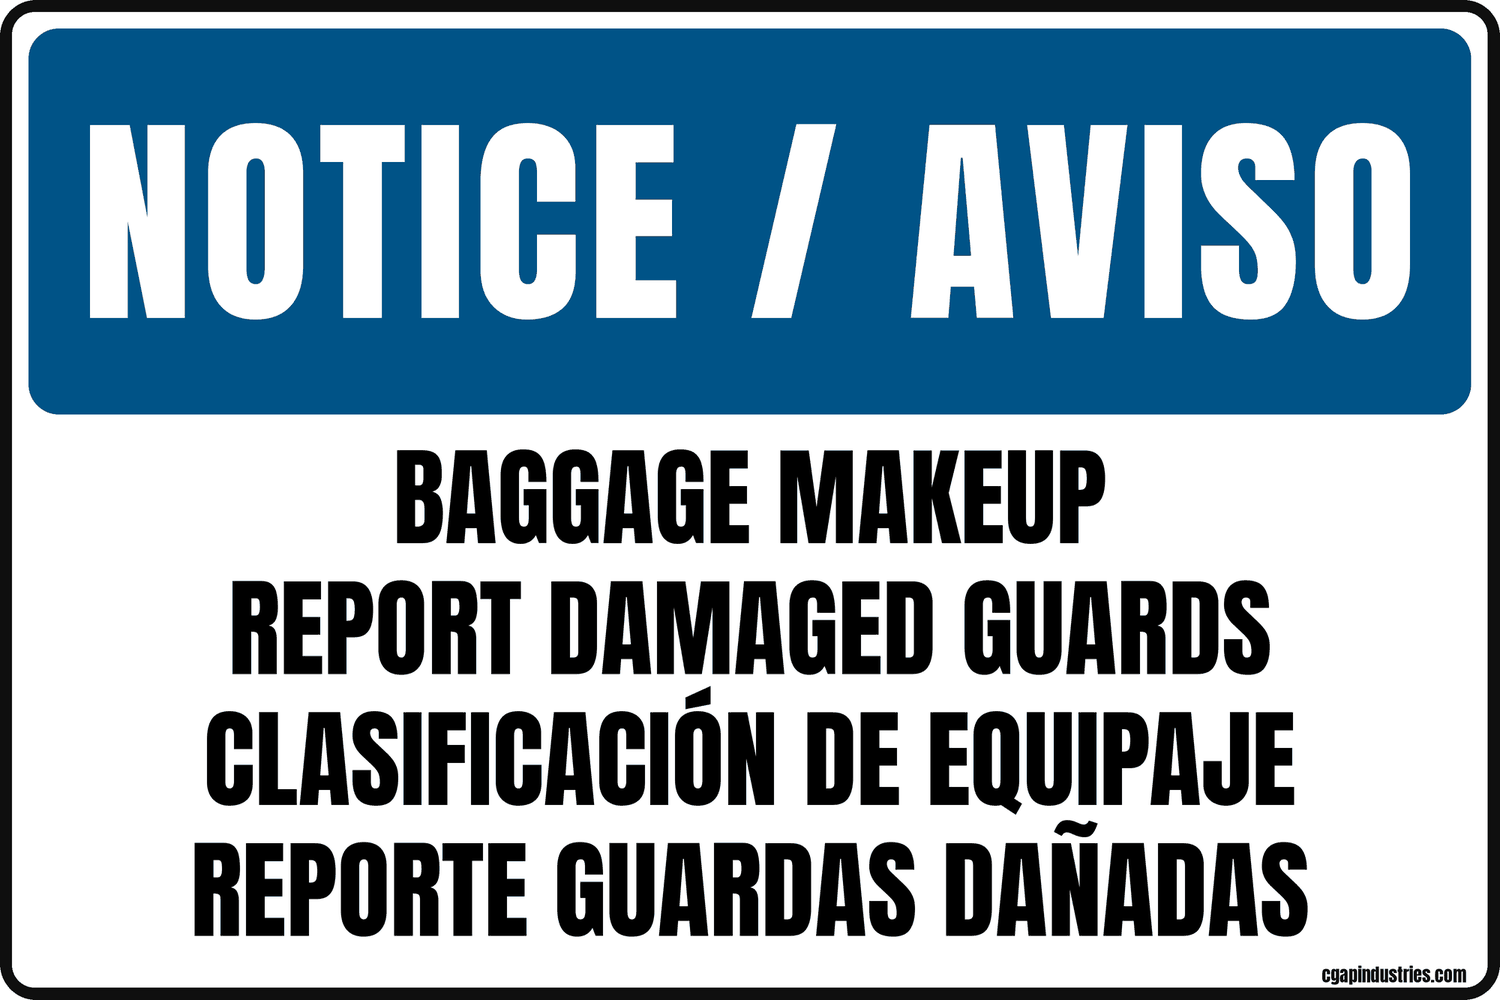 NOTICE / AVISO
BAGGAGE MAKEUP
REPORT DAMAGED GUARDS
CLASIFICACIÓN DE EQUIPAJE
REPORTE GUARDAS DAÑADAS
cgapindustries.com